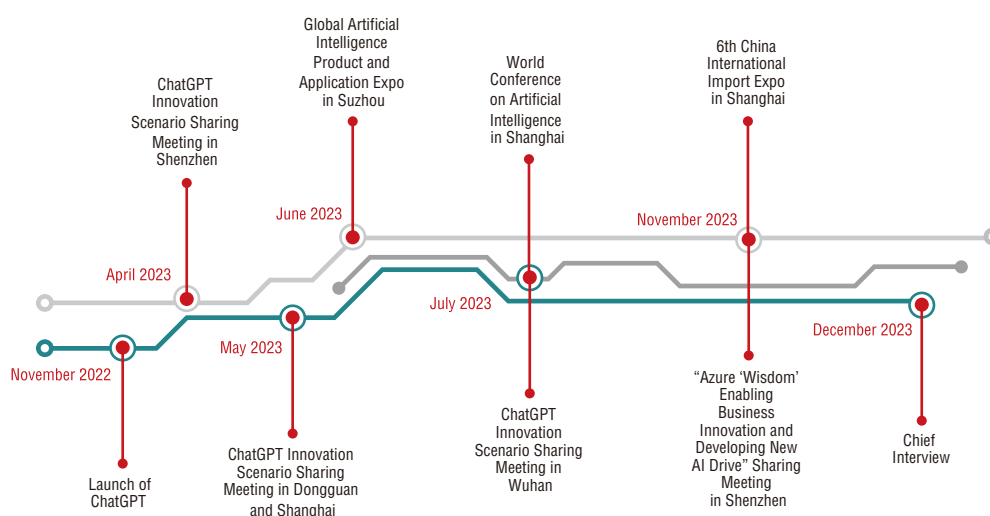 Global Artificial
Intelligence
Product and
Application Expo
in Suzhou
6th China
International
Import Expo
in Shanghai
World
Conference
on Artificial
Intelligence
in Shanghai
ChatGPT
Innovation
Scenario Sharing
Meeting in
Shenzhen
June 2023
November 2023
April 2023
July 2023
December 2023
May 2023
November 2022
“Azure ‘Wisdom’
Enabling
Business
Innovation and
Developing New
AI Drive” Sharing
Meeting
in Shenzhen
ChatGPT
Innovation
Scenario Sharing
Meeting in
Wuhan
Chief
Interview
ChatGPT Innovation
Scenario Sharing
Meeting in Dongguan
and Shanghai
Launch of
ChatGPT